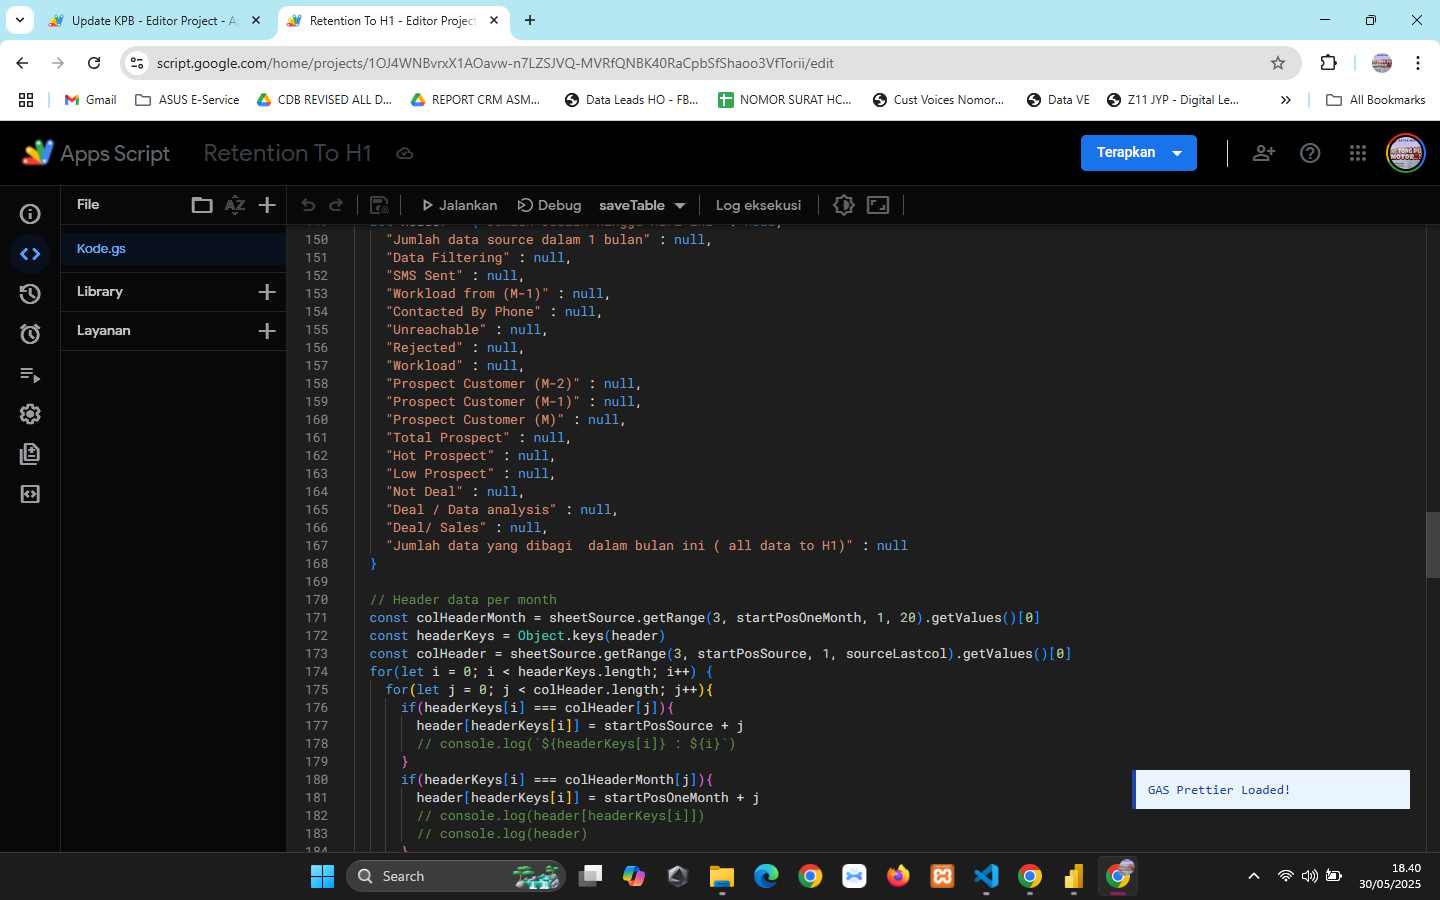 Update KPB - Editor Project - A
Retention To H1 - Editor Project
script.google.com/home/projects/1OJ4WNBvrxX1AOavw-n7LZSJVQ-MVRfQNBK40RaCpbSfShaoo3VfTorii/edit
Gmail
ASUS E-Service
CDB REVISED ALL D...
REPORT CRM ASM...
Data Leads HO - FB...
NOMOR SURAT HC...
Cust Voices Nomor...
Data VE
Z11 JYP - Digital Le...
All Bookmarks
Apps Script
Retention To H1
Terapkan
File
Jalankan
Debug
saveTable
Log eksekusi
Kode.gs
Library
Layanan
150 "Jumlah data source dalam 1 bulan" : null,
151 "Data Filtering" : null,
152 "SMS Sent" : null,
153 "Workload from (M-1)" : null,
154 "Contacted By Phone" : null,
155 "Unreachable" : null,
156 "Rejected" : null,
157 "Workload" : null,
158 "Prospect Customer (M-2)" : null,
159 "Prospect Customer (M-1)" : null,
160 "Prospect Customer (M)" : null,
161 "Total Prospect" : null,
162 "Hot Prospect" : null,
163 "Low Prospect" : null,
164 "Not Deal" : null,
165 "Deal / Data analysis" : null,
166 "Deal/ Sales" : null,
167 "Jumlah data yang dibagi  dalam bulan ini ( all data to H1)" : null
168 }
169
170 // Header data per month
171 const colHeaderMonth = sheetSource.getRange(3, startPosOneMonth, 1, 20).getValues()[0]
172 const headerKeys = Object.keys(header)
173 const colHeader = sheetSource.getRange(3, startPosSource, 1, sourceLastcol).getValues()[0]
174 for(let i = 0; i < headerKeys.length; i++) {
175 for(let j = 0; j < colHeader.length; j++){
176 if(headerKeys[i] === colHeader[j]){
177 header[headerKeys[i]] = startPosSource + j
178 // console.log(`${headerKeys[i]} : ${i}`)
179 }
180 if(headerKeys[i] === colHeaderMonth[j]){
181 header[headerKeys[i]] = startPosOneMonth + j
182 // console.log(header[headerKeys[i]])
183 // console.log(header)
184 }
GAS Prettier Loaded!
Search
18.40
30/05/2025